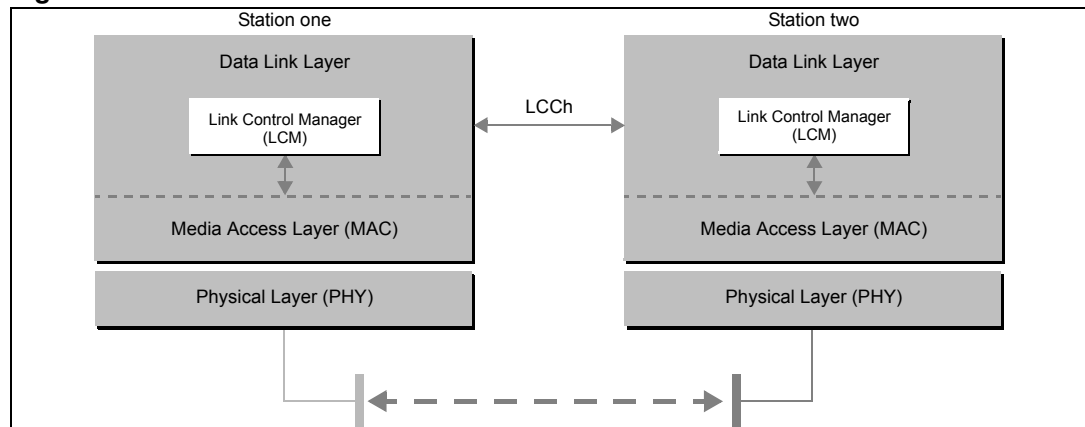 Station one
Station two
Data Link Layer
Data Link Layer
LCCh
Link Control Manager
(LCM)
Link Control Manager
(LCM)
Media Access Layer (MAC)
Media Access Layer (MAC)
Physical Layer (PHY)
Physical Layer (PHY)